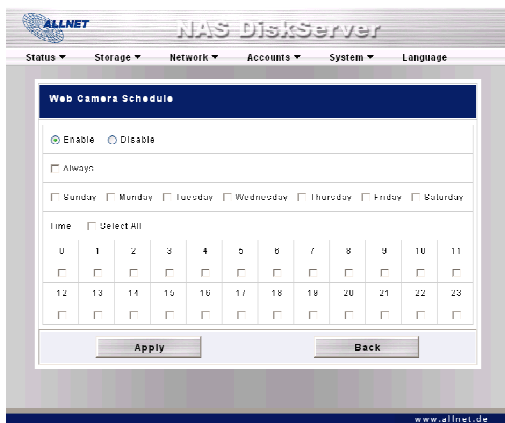 ALLNET
NAS DiskServer
Status Storage Network Accounts System Language
Web Camera Schedule
Enable Disable
Always
Sunday Monday Tuesday Wednesday Thursday Friday Saturday
Time Select All
0 1 2 3 4 5 6 7 8 9 10 11
12 13 14 15 16 17 18 19 20 21 22 23
Apply Back
www.allnet.de